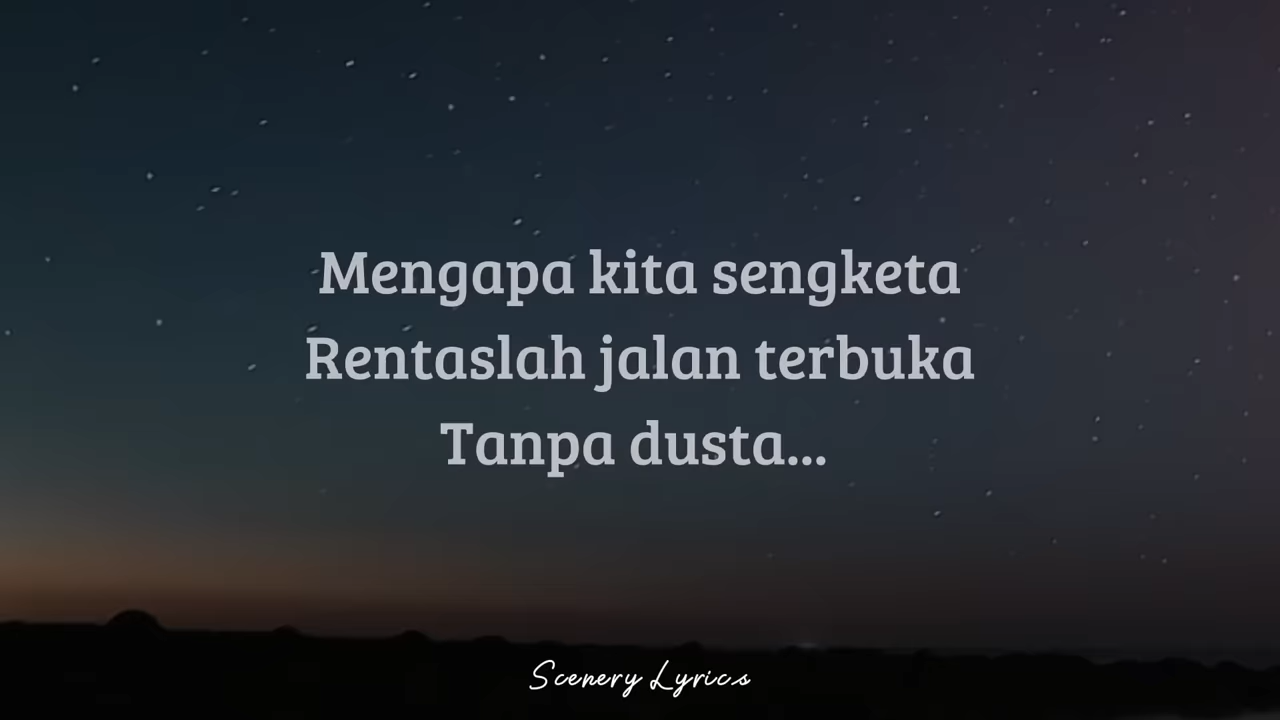 Mengapa kita sengketa
Rentaslah jalan terbuka
Tanpa dusta...
Scenery Lyrics